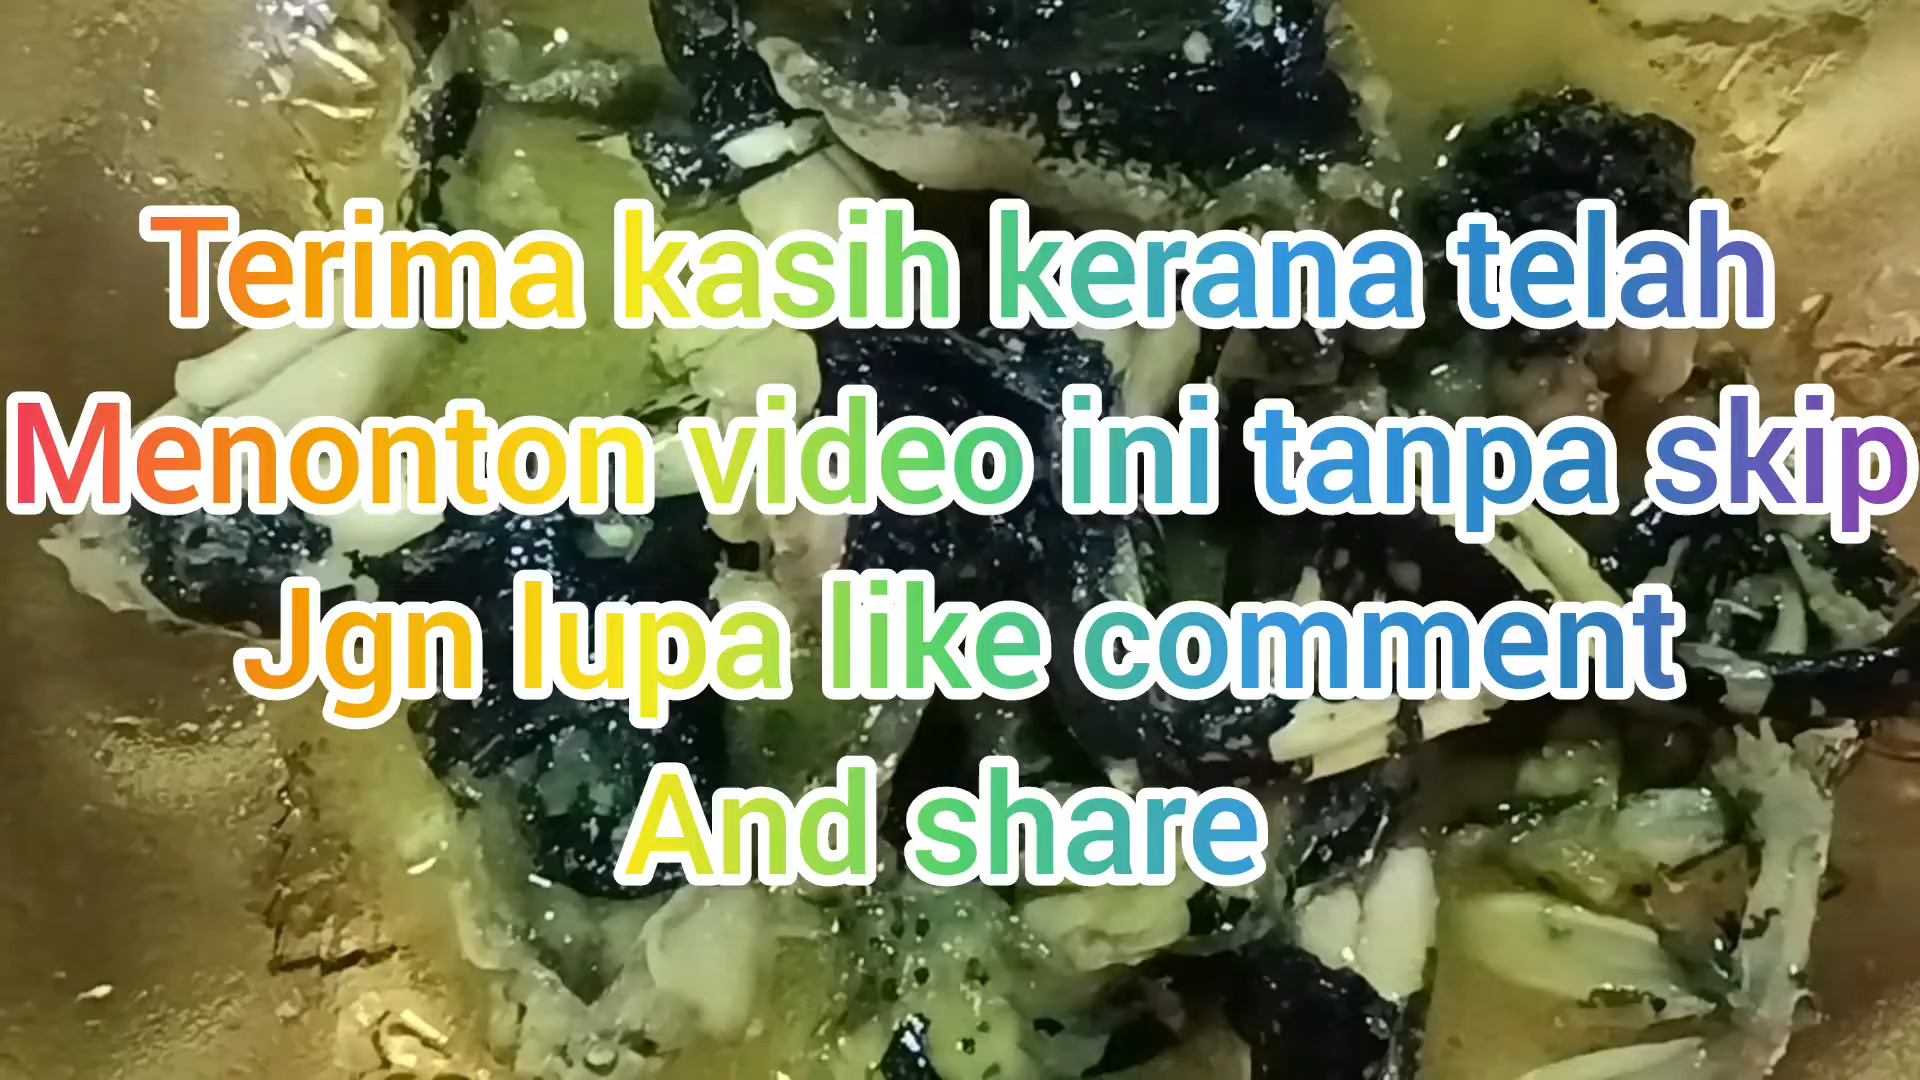 Terima kasih kerana telah
Menonton video ini tanpa skip
Jgn lupa like comment
And share